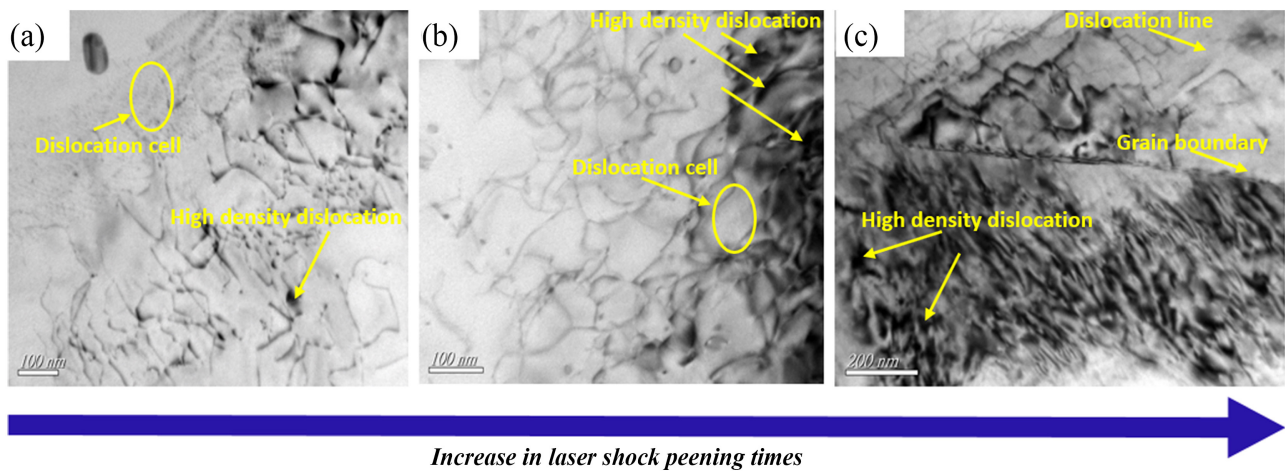 (a)
Dislocation cell
High density dislocation
100 nm
(b)
High density dislocation
Dislocation cell
100 nm
(c)
Dislocation line
Grain boundary
High density dislocation
200 nm
Increase in laser shock peening times